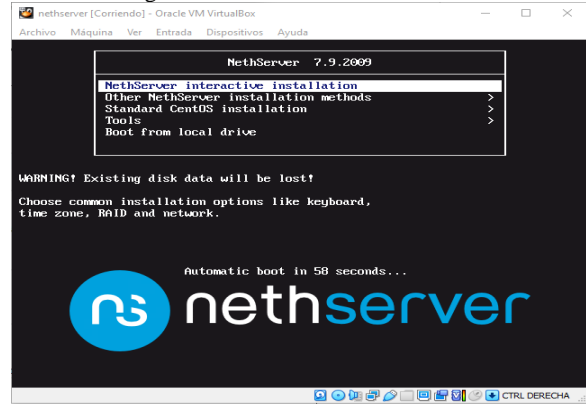 nethserver [Corriendo] - Oracle VM VirtualBox
Archivo Máquina Ver Entrada Dispositivos Ayuda
NethServer 7.9.2009
NethServer interactive installation
Other NethServer installation methods >
Standard CentOS installation >
Tools >
Boot from local drive
WARNING! Existing disk data will be lost!
Choose common installation options like keyboard,
time zone, RAID and network.
Automatic boot in 58 seconds...
ns nethserver
CTRL DERECHA